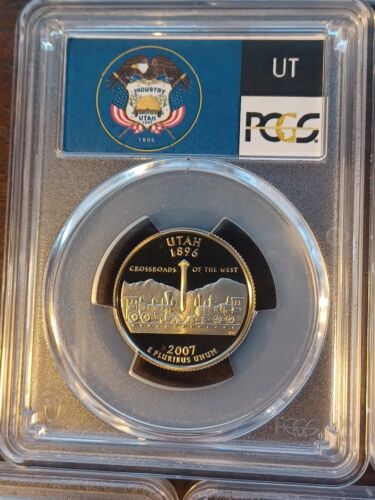 INDUSTRY
UTAH
1896
UT
PCGS
UTAH
1896
CROSSROADS OF THE WEST
2007
E PLURIBUS UNUM
PCGS